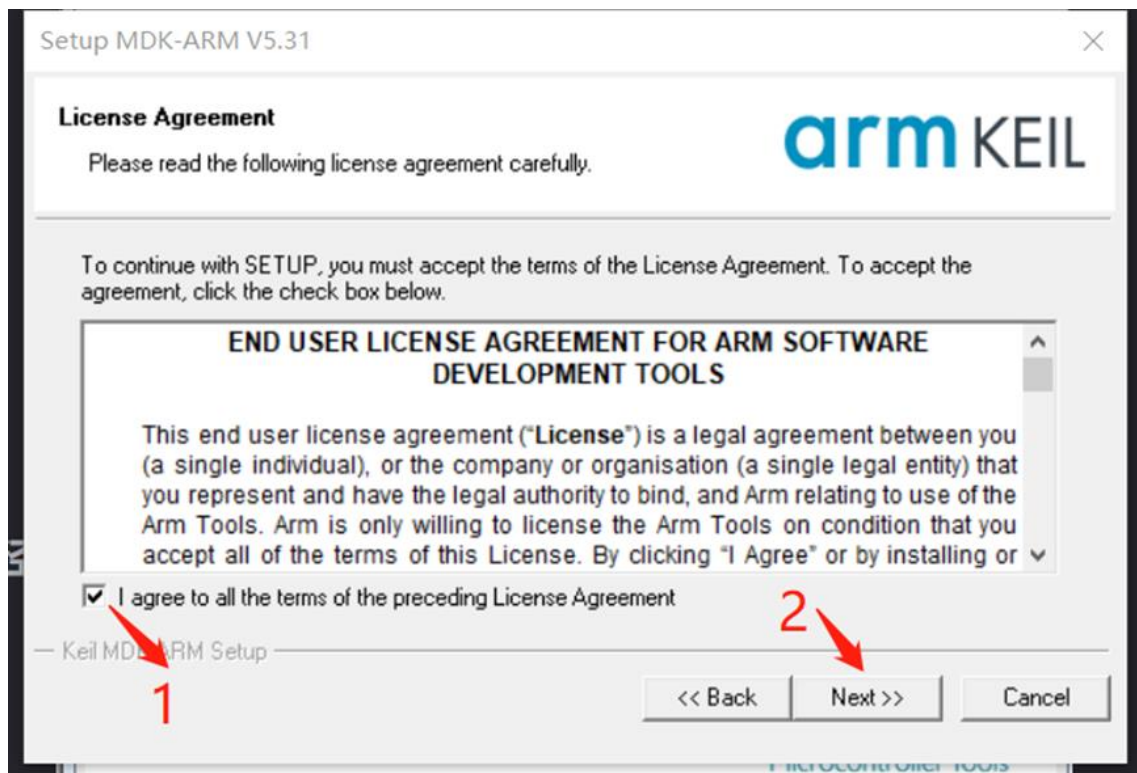 Setup MDK-ARM V5.31
License Agreement
Please read the following license agreement carefully.
arm KEIL
To continue with SETUP, you must accept the terms of the License Agreement. To accept the
agreement, click the check box below.
END USER LICENSE AGREEMENT FOR ARM SOFTWARE
DEVELOPMENT TOOLS
This end user license agreement (“License”) is a legal agreement between you
(a single individual), or the company or organisation (a single legal entity) that
you represent and have the legal authority to bind, and Arm relating to use of the
Arm Tools. Arm is only willing to license the Arm Tools on condition that you
accept all of the terms of this License. By clicking “I Agree” or by installing or
I agree to all the terms of the preceding License Agreement
2
Keil MDK-ARM Setup
1
<< Back
Next >>
Cancel
Microcontroller Tools